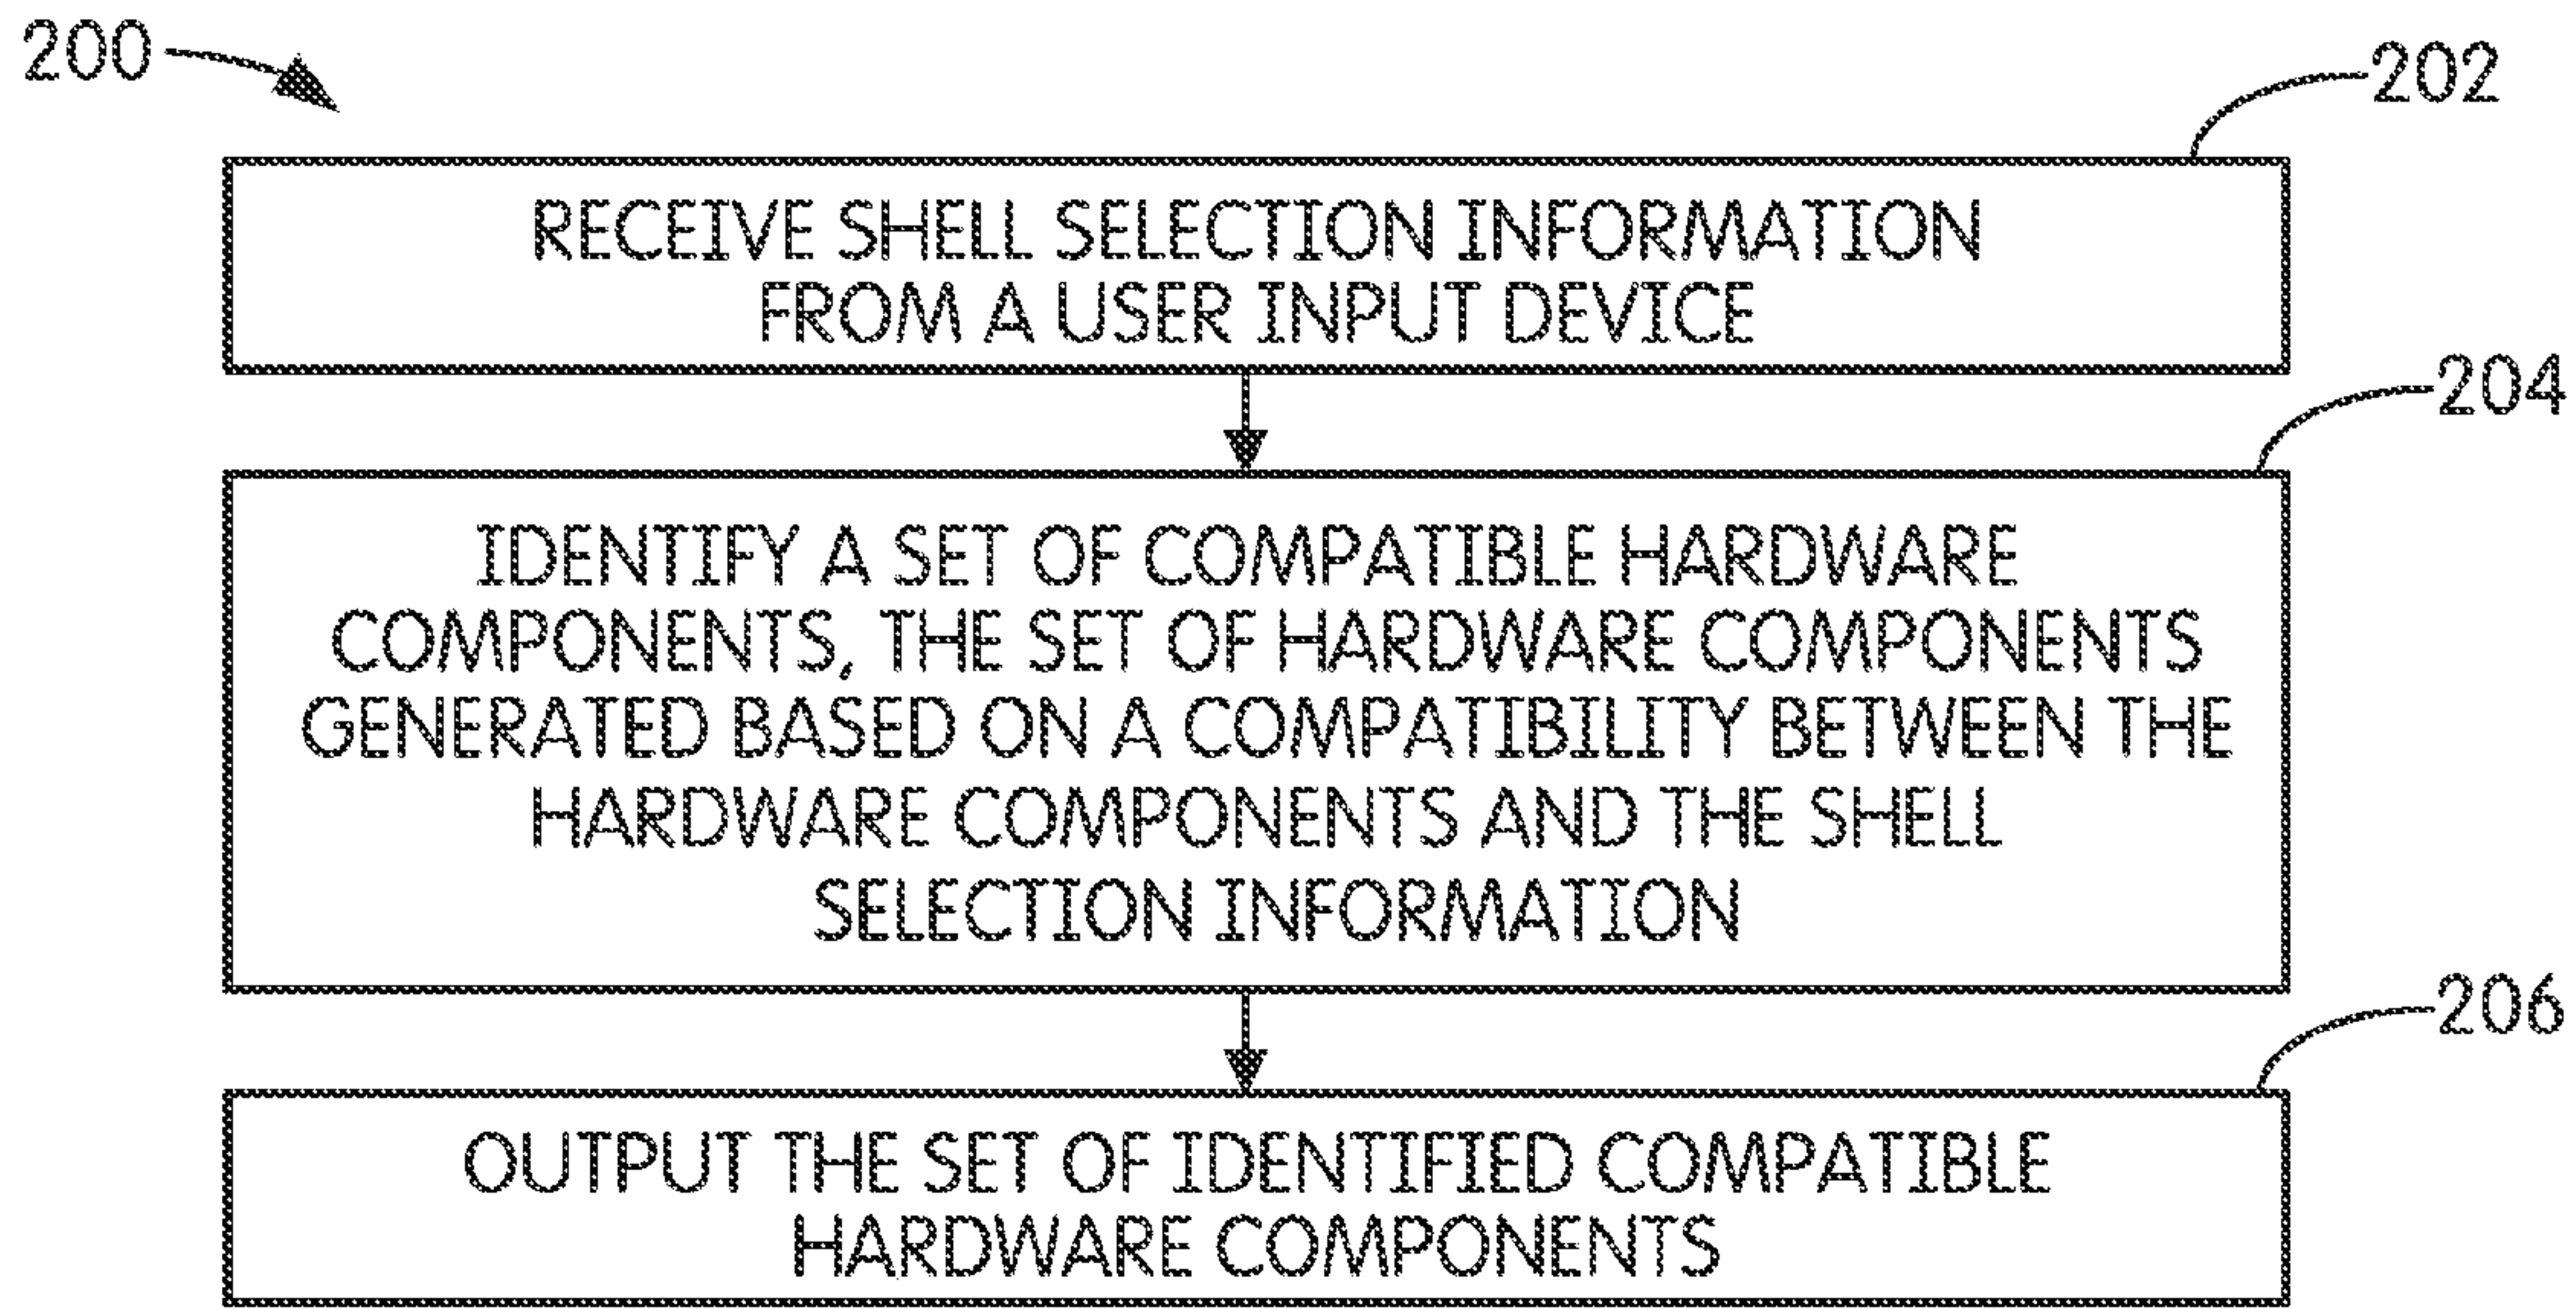 200
202
RECEIVE SHELL SELECTION INFORMATION
FROM A USER INPUT DEVICE
204
IDENTIFY A SET OF COMPATIBLE HARDWARE
COMPONENTS, THE SET OF HARDWARE COMPONENTS
GENERATED BASED ON A COMPATIBILITY BETWEEN THE
HARDWARE COMPONENTS AND THE SHELL
SELECTION INFORMATION
206
OUTPUT THE SET OF IDENTIFIED COMPATIBLE
HARDWARE COMPONENTS